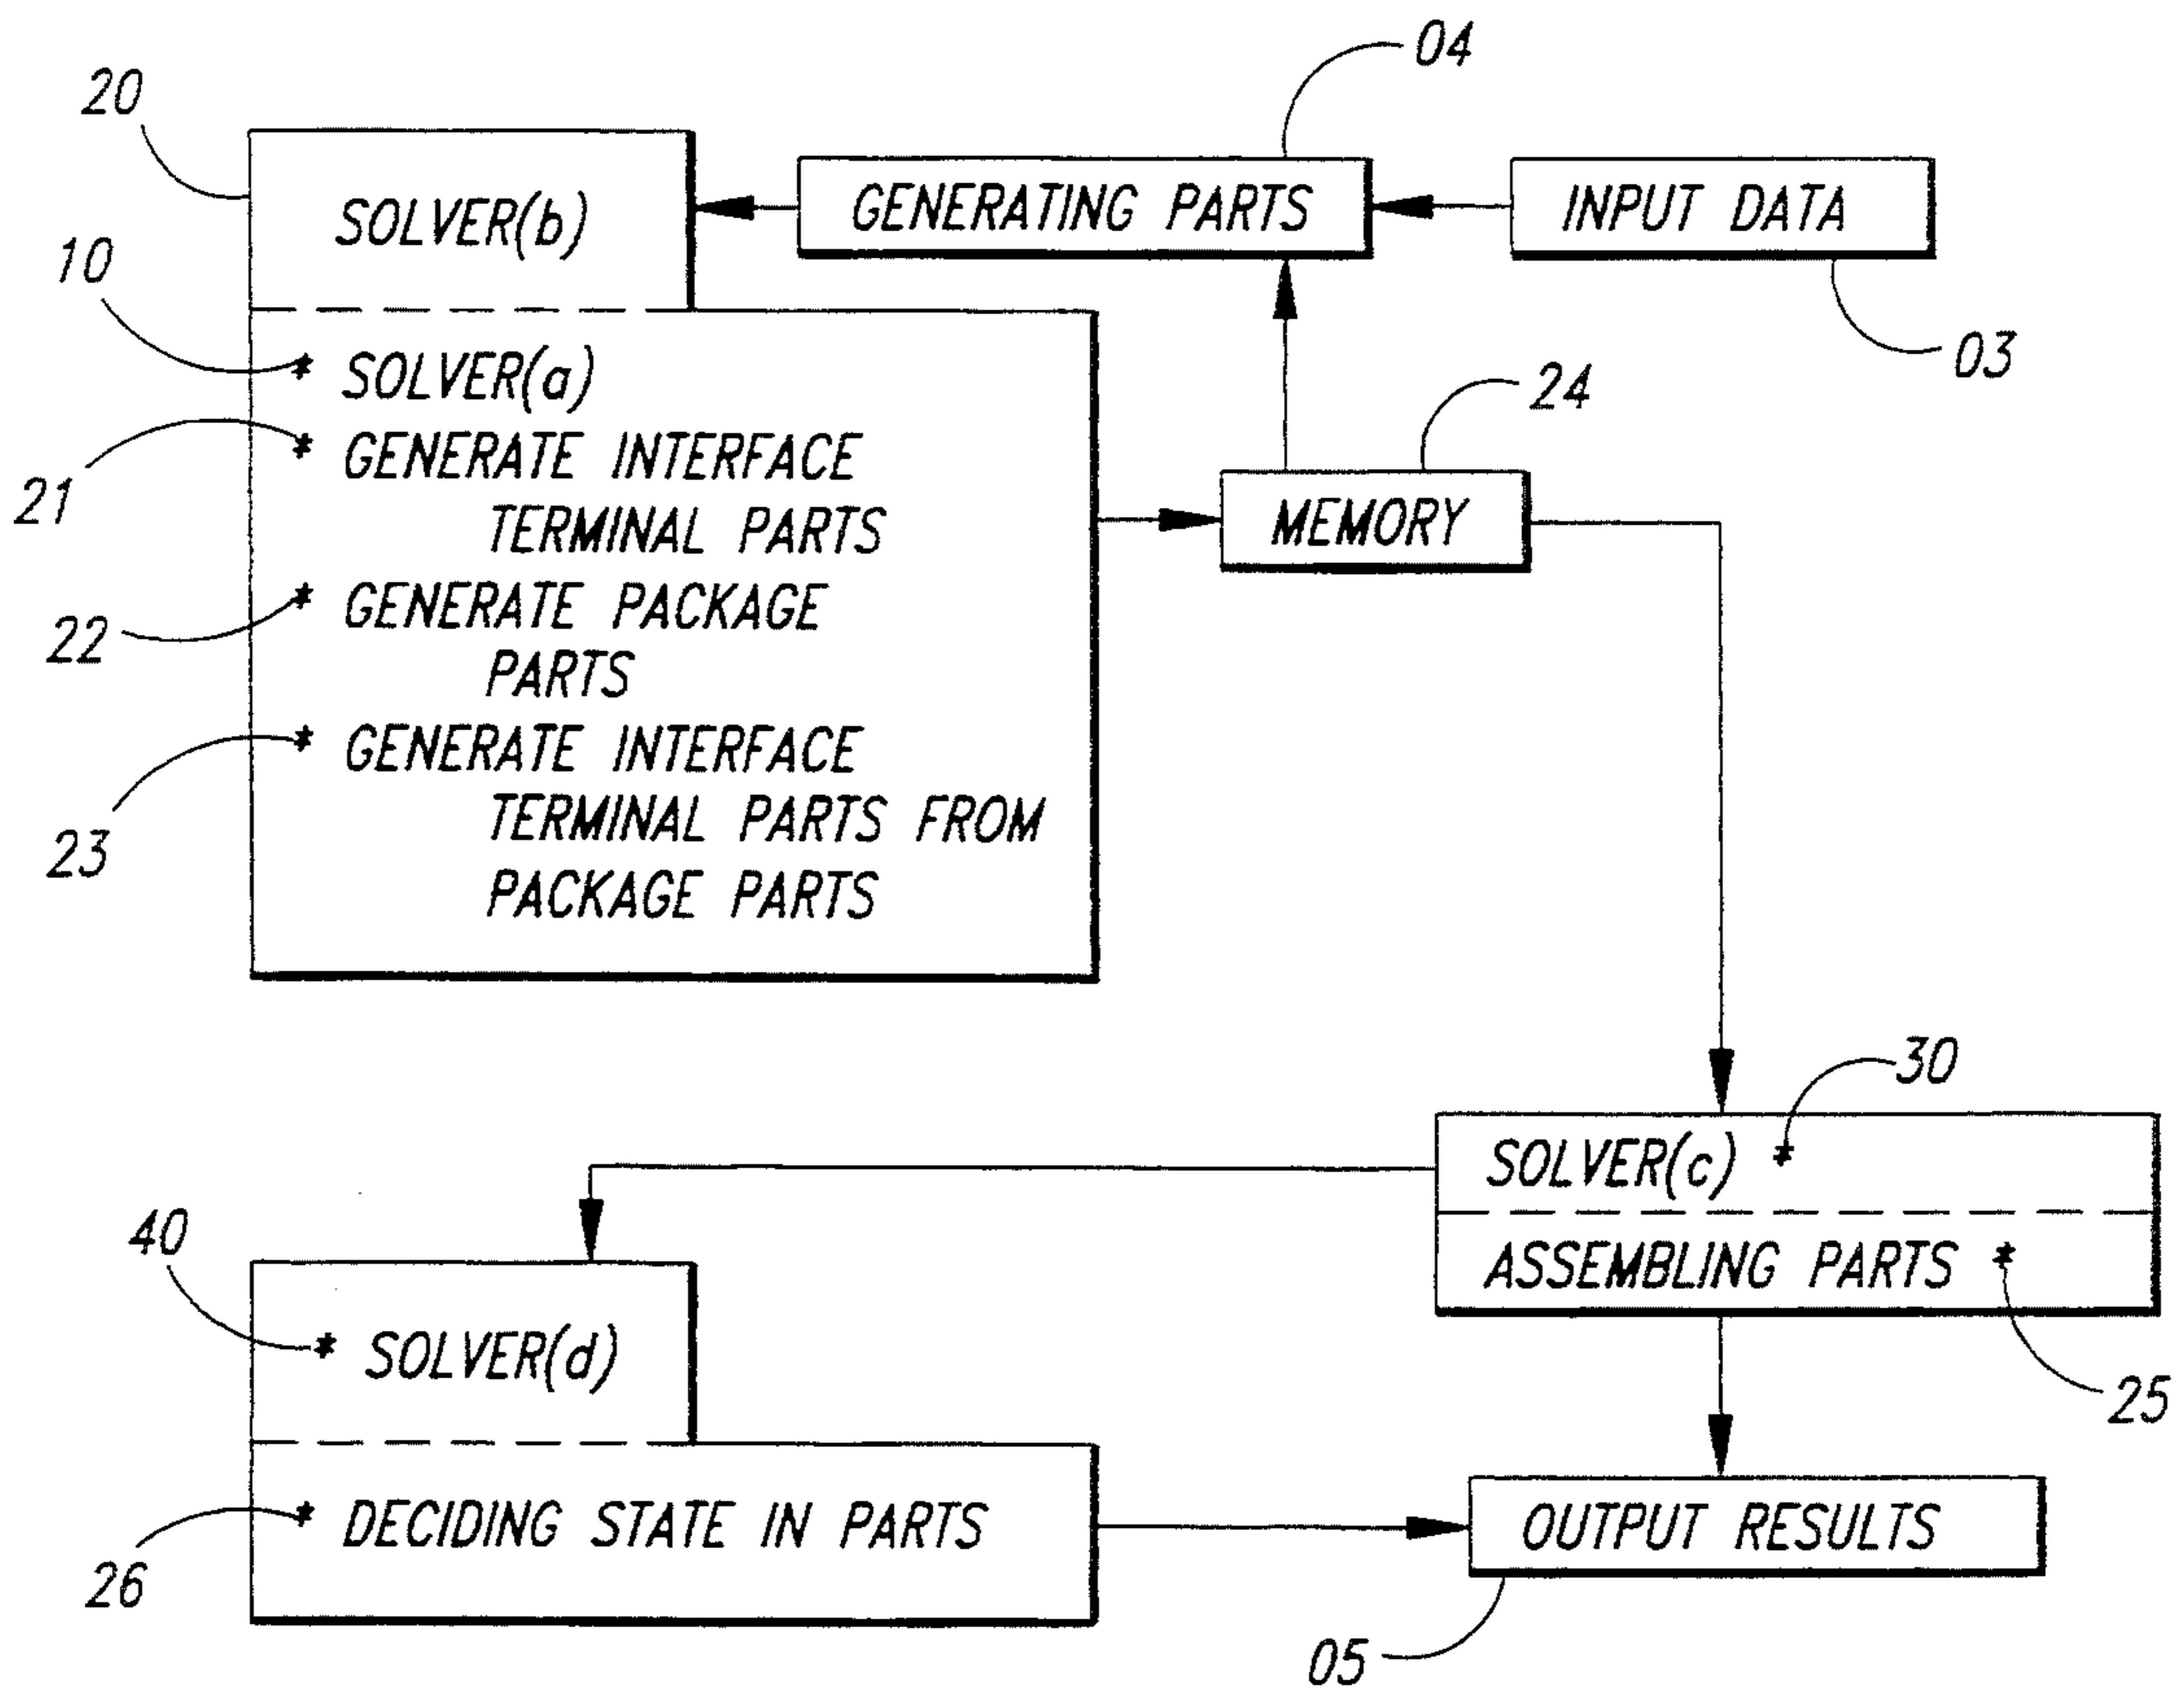 04
20
SOLVER(b)
GENERATING PARTS
INPUT DATA
10
* SOLVER(a)
03
24
21
* GENERATE INTERFACE
TERMINAL PARTS
MEMORY
22
* GENERATE PACKAGE
PARTS
23
* GENERATE INTERFACE
TERMINAL PARTS FROM
PACKAGE PARTS
30
SOLVER(c) *
ASSEMBLING PARTS *
25
40
* SOLVER(d)
26
* DECIDING STATE IN PARTS
OUTPUT RESULTS
05